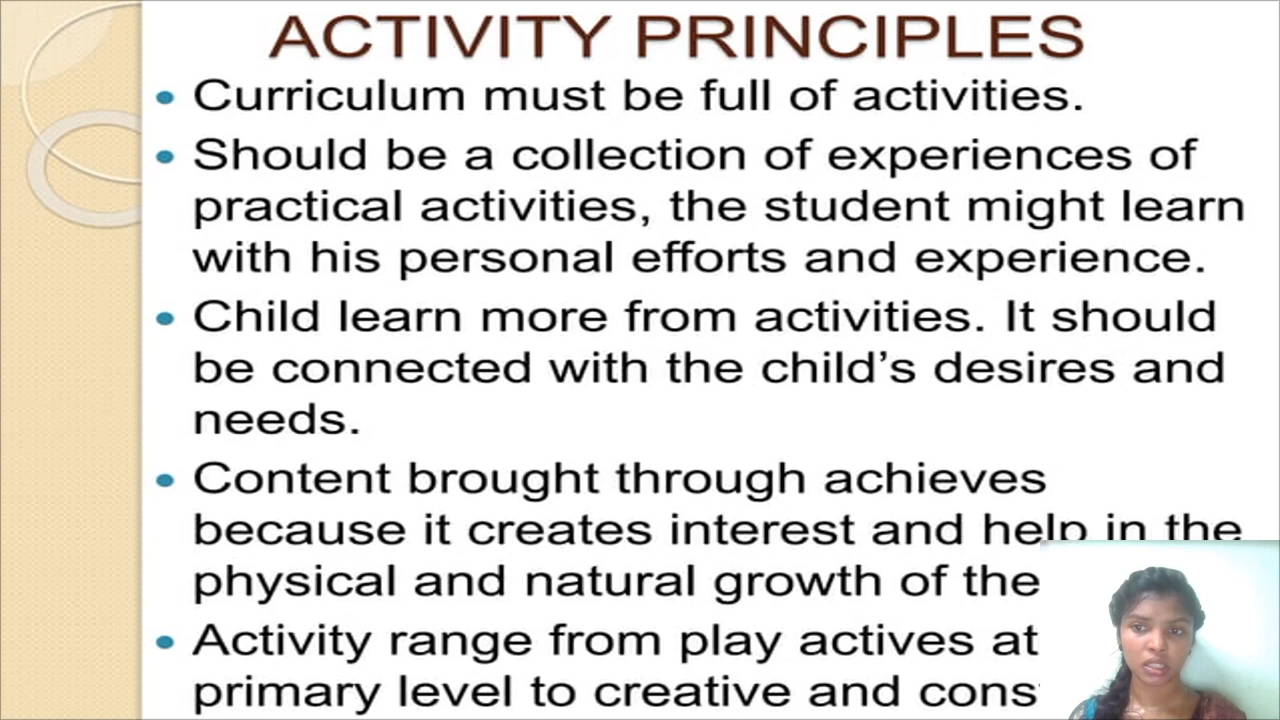 ACTIVITY PRINCIPLES
• Curriculum must be full of activities.
• Should be a collection of experiences of
practical activities, the student might learn
with his personal efforts and experience.
• Child learn more from activities. It should
be connected with the child's desires and
needs.
• Content brought through achieves
because it creates interest and help in the
physical and natural growth of the
• Activity range from play actives at
primary level to creative and